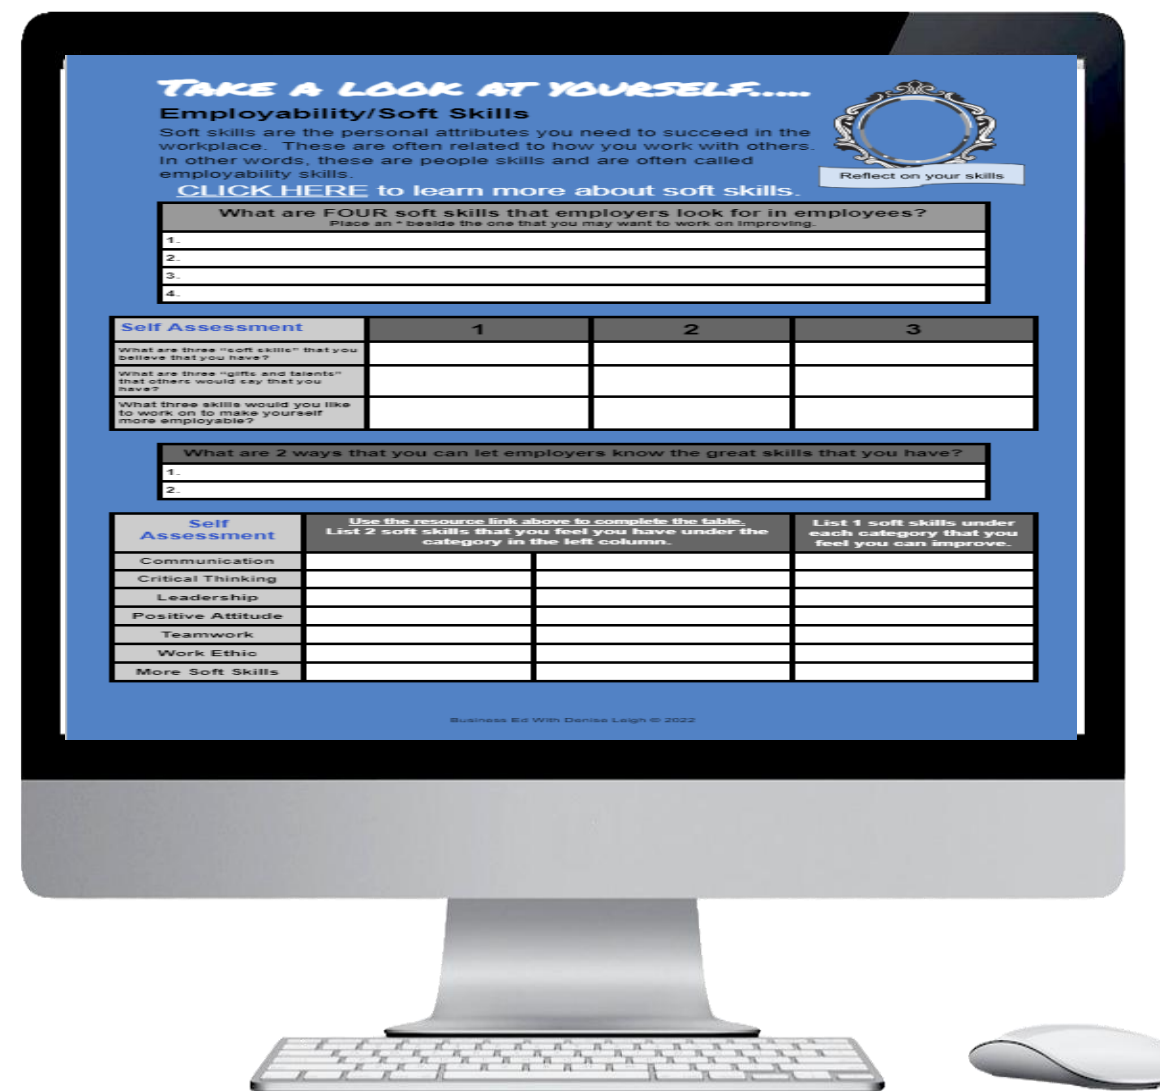 TAKE A LOOK AT YOURSELF.....
Employability/Soft Skills
Soft skills are the personal attributes you need to succeed in the
workplace. These are often related to how you work with others.
In other words, these are people skills and are often called
employability skills.
CLICK HERE to learn more about soft skills.
Reflect on your skills
What are FOUR soft skills that employers look for in employees?
Place an * beside the one that you may want to work on improving.
1.
2.
3.
4.
Self Assessment 1 2 3
What are three "soft skills" that you
believe that you have?
What are three "gifts and talents"
that others would say that you
have?
What three skills would you like
to work on to make yourself
more employable?
What are 2 ways that you can let employers know the great skills that you have?
1.
2.
Self
Assessment
Use the resource link above to complete the table.
List 2 soft skills that you feel you have under the
category in the left column.
List 1 soft skills under
each category that you
feel you can improve.
Communication
Critical Thinking
Leadership
Positive Attitude
Teamwork
Work Ethic
More Soft Skills
Business Ed With Denise Leigh © 2022